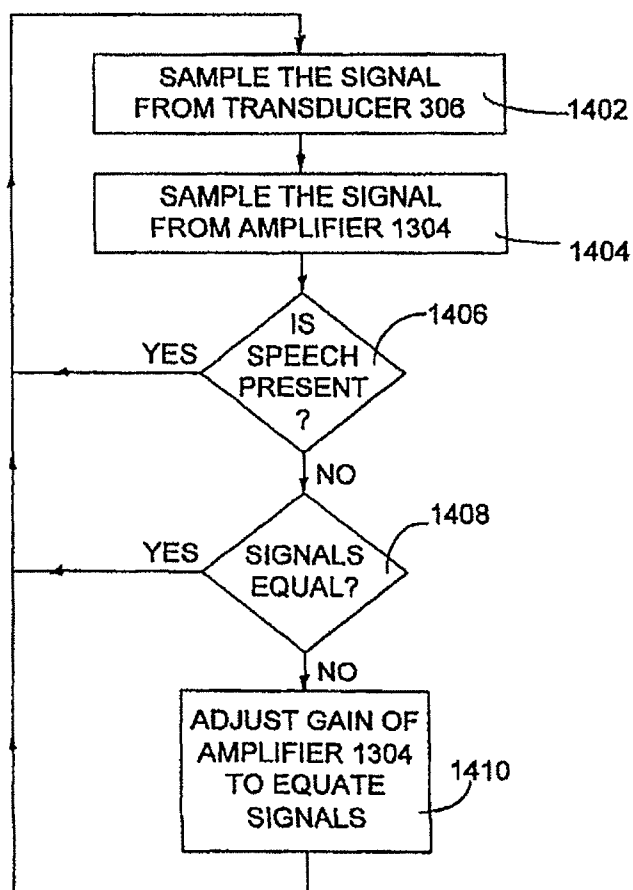 SAMPLE THE SIGNAL
FROM TRANSDUCER 306
1402
SAMPLE THE SIGNAL
FROM AMPLIFIER 1304
1404
IS
SPEECH
PRESENT
?
1406
YES
NO
SIGNALS
EQUAL?
1408
YES
NO
ADJUST GAIN OF
AMPLIFIER 1304
TO EQUATE
SIGNALS
1410